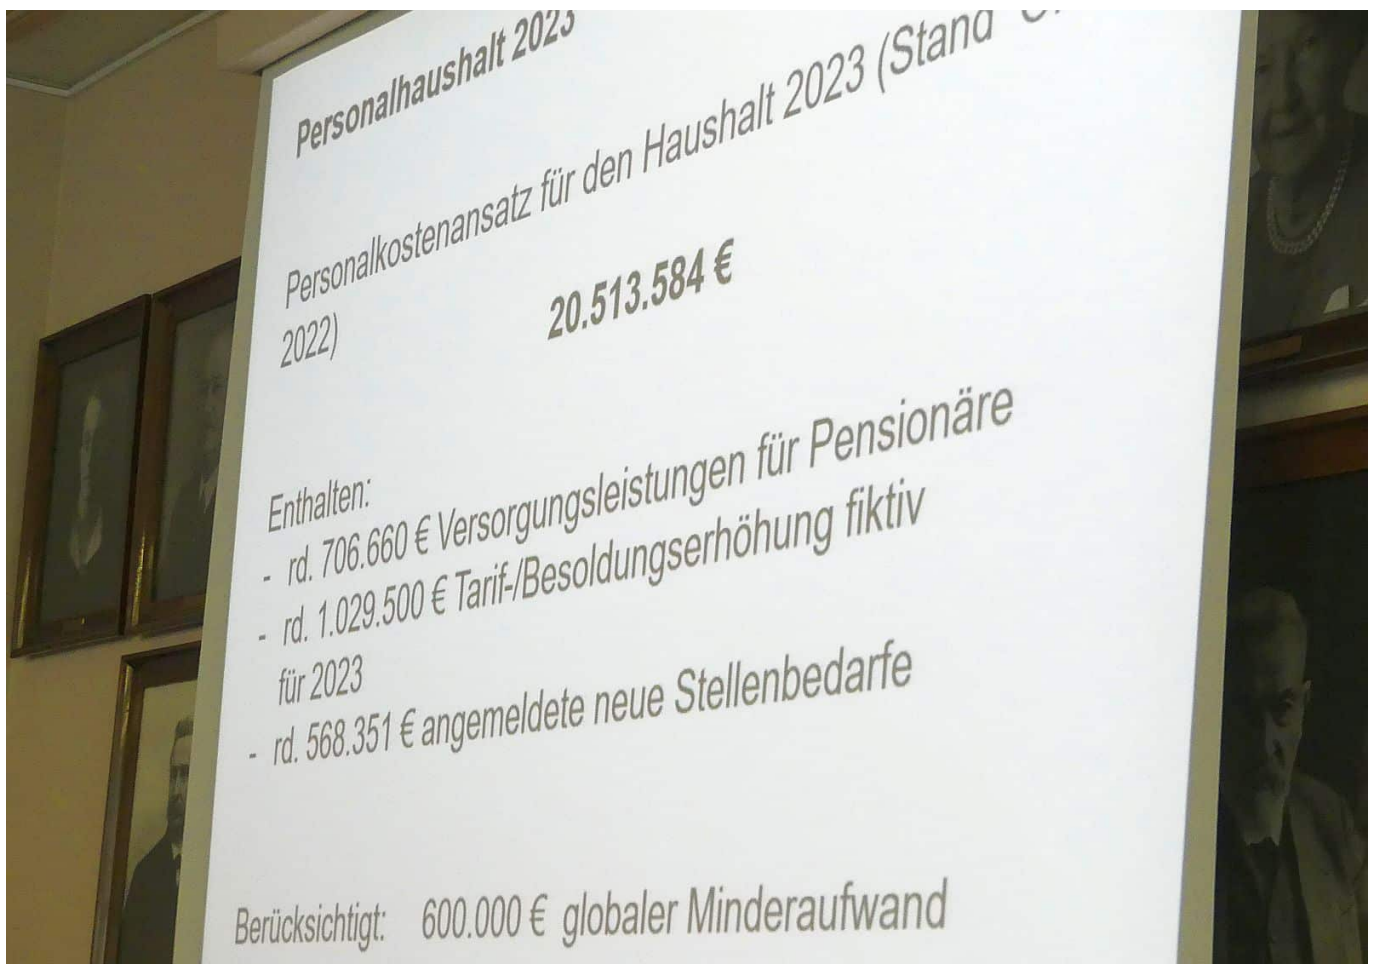 Personalhaushalt 2023
Personalkostenansatz für den Haushalt 2023 (Stand
2022)
20.513.584 €
Enthalten:
- rd. 706.660 € Versorgungsleistungen für Pensionäre
- rd. 1.029.500 € Tarif-/Besoldungserhöhung fiktiv
für 2023
- rd. 568.351 € angemeldete neue Stellenbedarfe
Berücksichtigt: 600.000 € globaler Minderaufwand